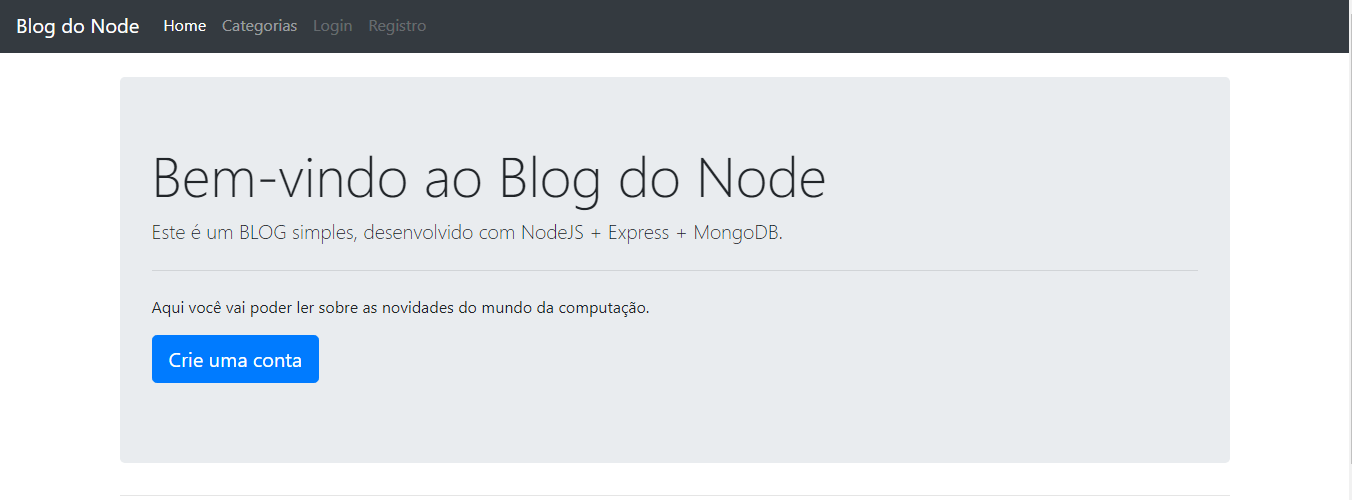 Blog do Node Home Categorias Login Registro
Bem-vindo ao Blog do Node
Este é um BLOG simples, desenvolvido com NodeJS + Express + MongoDB.
Aqui você vai poder ler sobre as novidades do mundo da computação.
Crie uma conta